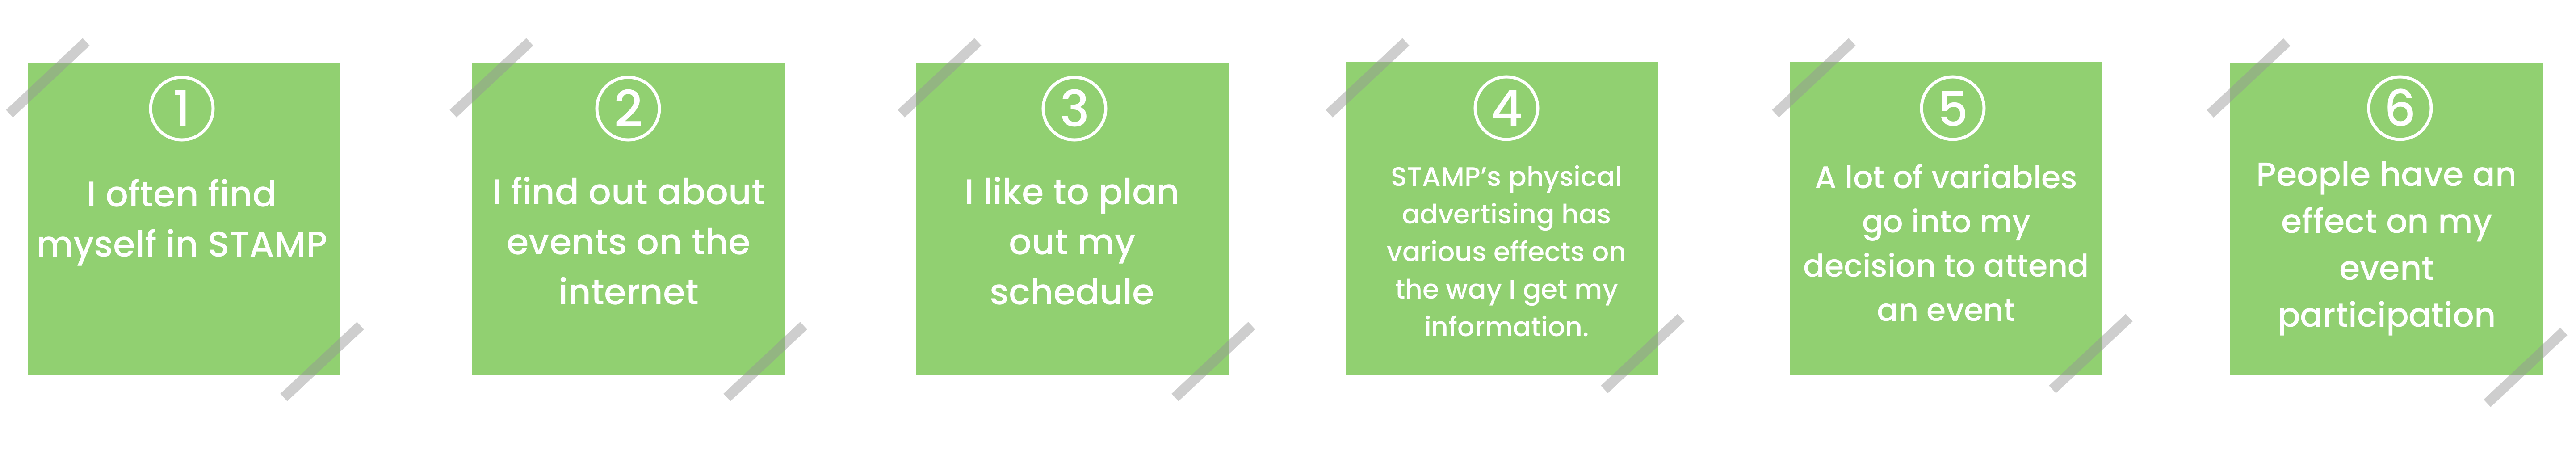 1
I often find
myself in STAMP
2
I find out about
events on the
internet
3
I like to plan
out my
schedule
4
STAMP’s physical
advertising has
various effects on
the way I get my
information.
5
A lot of variables
go into my
decision to attend
an event
6
People have an
effect on my
event
participation